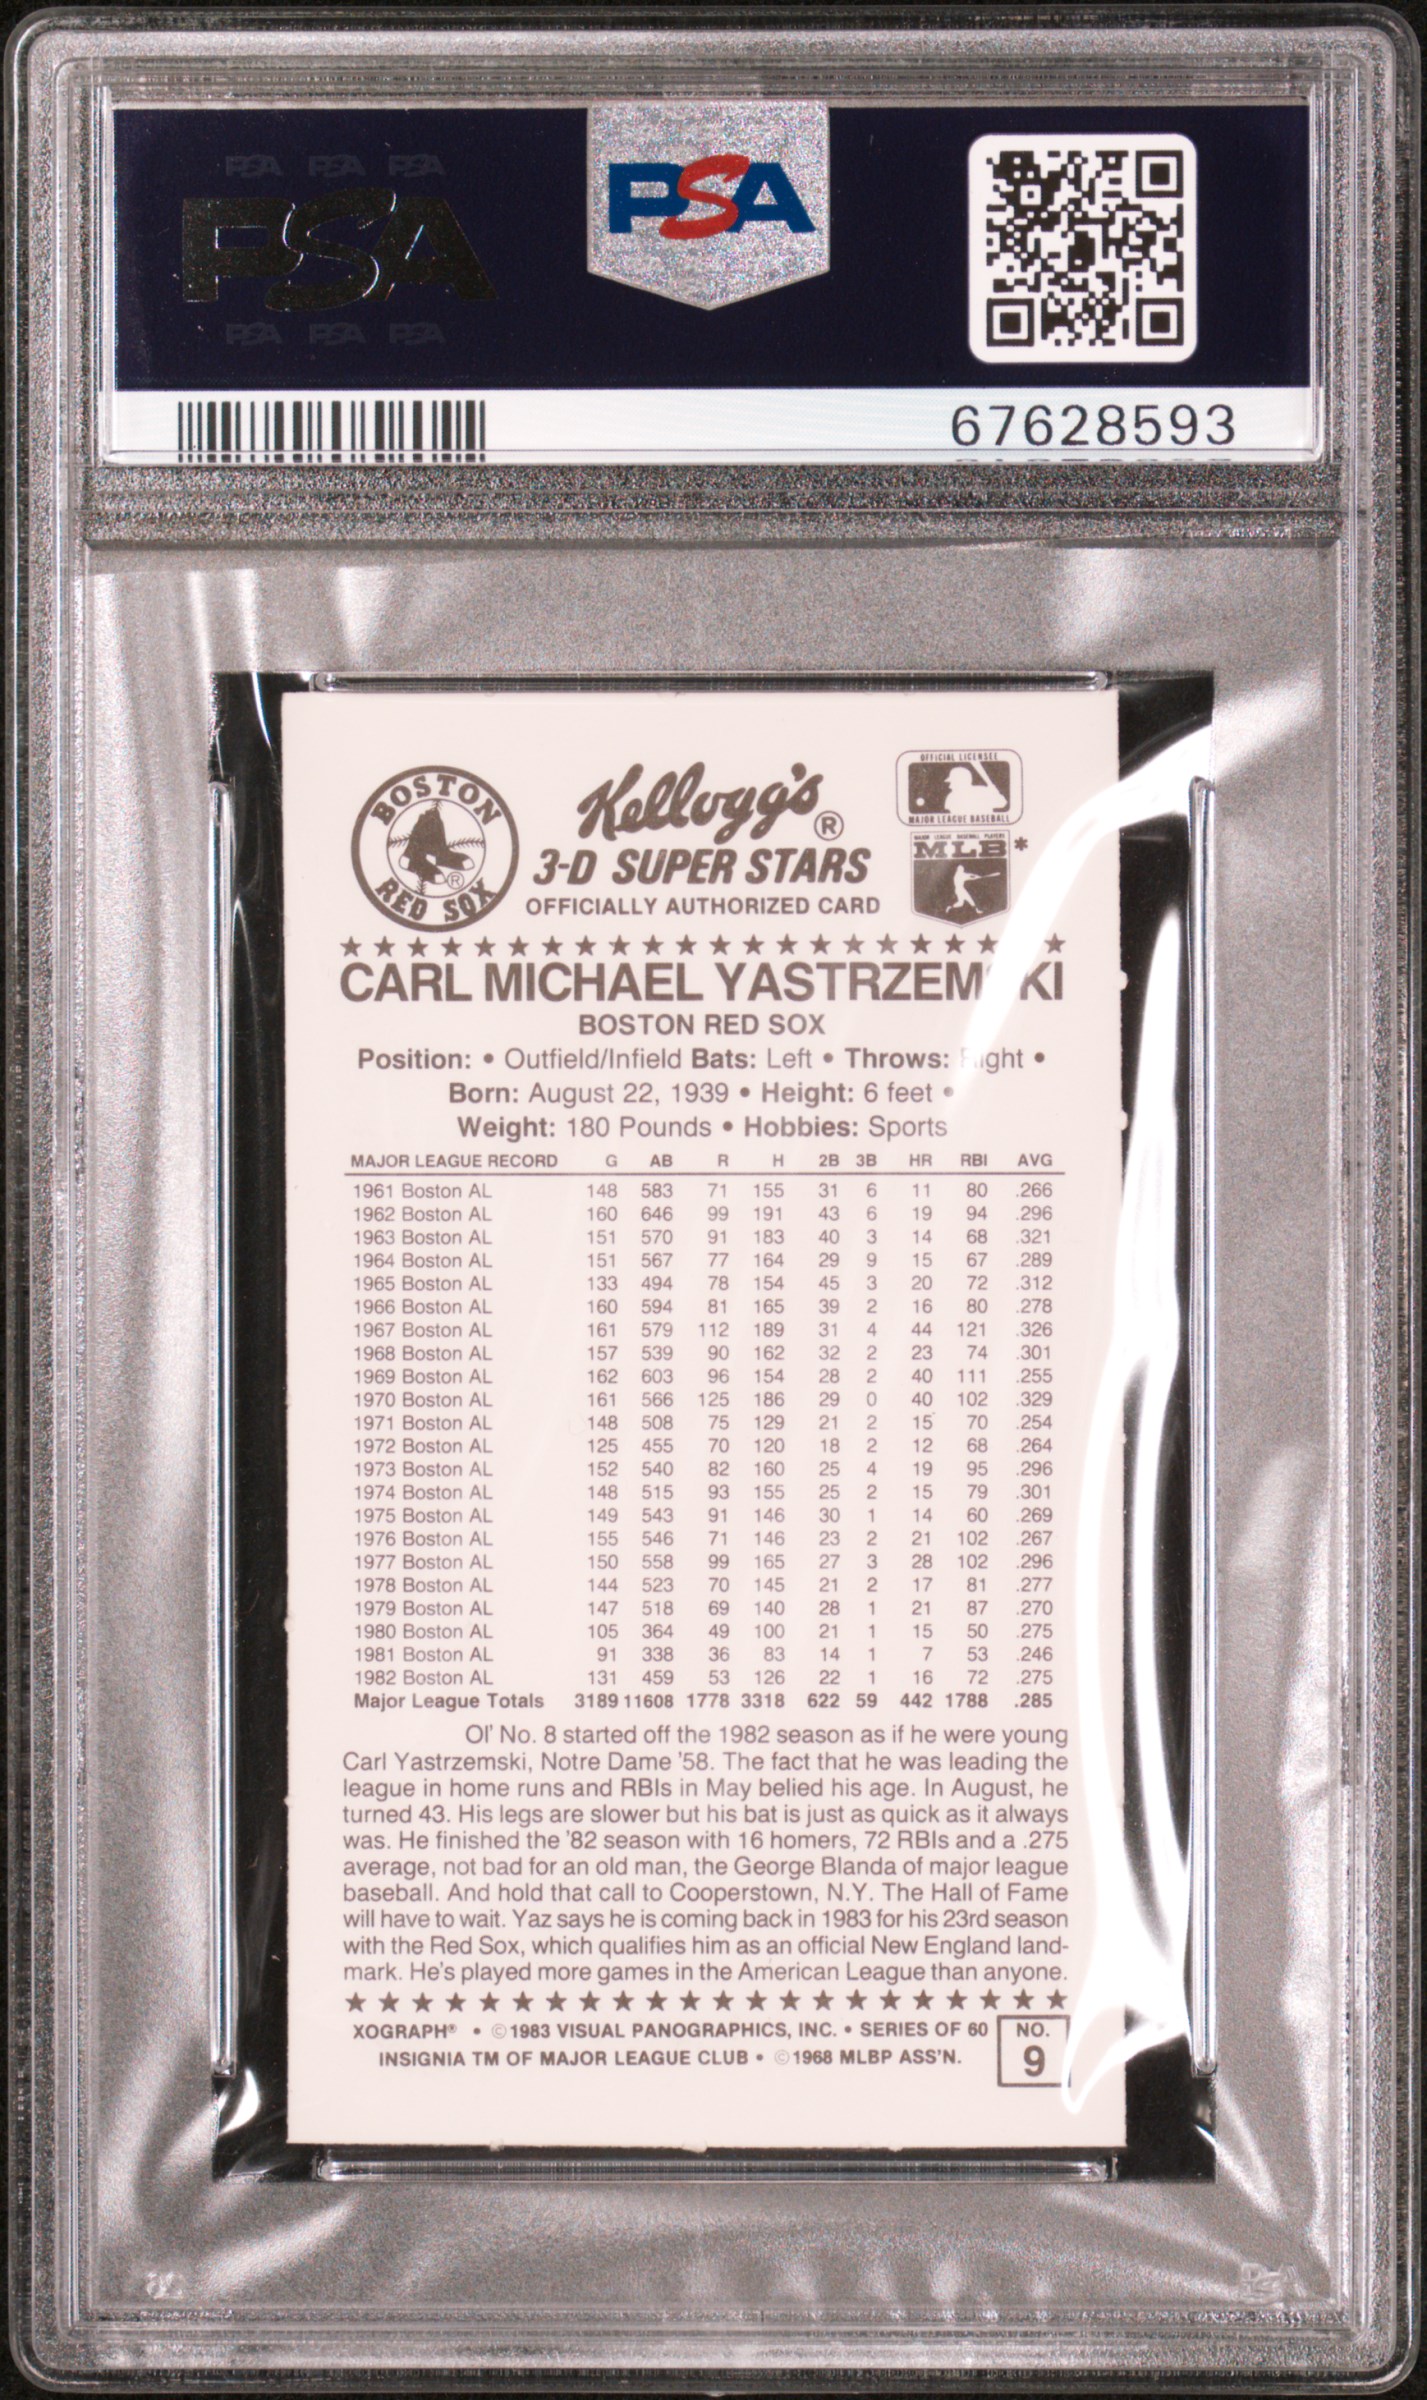 PSA PSA PSA
PSA
PSA PSA PSA
PSA
67628593
BOSTON
RED SOX
®
Kellogg's®
3-D SUPER STARS
OFFICIALLY AUTHORIZED CARD
OFFICIAL LICENSEE
MAJOR LEAGUE BASEBALL
MAJOR LEAGUE BASEBALL PLAYERS
MLB*
CARL MICHAEL YASTRZEM KI
BOSTON RED SOX
Position: • Outfield/Infield Bats: Left • Throws: Right •
Born: August 22, 1939 • Height: 6 feet •
Weight: 180 Pounds • Hobbies: Sports
MAJOR LEAGUE RECORD G AB R H 2B 3B HR RBI AVG
1961 Boston AL 148 583 71 155 31 6 11 80 .266
1962 Boston AL 160 646 99 191 43 6 19 94 .296
1963 Boston AL 151 570 91 183 40 3 14 68 .321
1964 Boston AL 151 567 77 164 29 9 15 67 .289
1965 Boston AL 133 494 78 154 45 3 20 72 .312
1966 Boston AL 160 594 81 165 39 2 16 80 .278
1967 Boston AL 161 579 112 189 31 4 44 121 .326
1968 Boston AL 157 539 90 162 32 2 23 74 .301
1969 Boston AL 162 603 96 154 28 2 40 111 .255
1970 Boston AL 161 566 125 186 29 0 40 102 .329
1971 Boston AL 148 508 75 129 21 2 15 70 .254
1972 Boston AL 125 455 70 120 18 2 12 68 .264
1973 Boston AL 152 540 82 160 25 4 19 95 .296
1974 Boston AL 148 515 93 155 25 2 15 79 .301
1975 Boston AL 149 543 91 146 30 1 14 60 .269
1976 Boston AL 155 546 71 146 23 2 21 102 .267
1977 Boston AL 150 558 99 165 27 3 28 102 .296
1978 Boston AL 144 523 70 145 21 2 17 81 .277
1979 Boston AL 147 518 69 140 28 1 21 87 .270
1980 Boston AL 105 364 49 100 21 1 15 50 .275
1981 Boston AL 91 338 36 83 14 1 7 53 .246
1982 Boston AL 131 459 53 126 22 1 16 72 .275
Major League Totals 3189 11608 1778 3318 622 59 442 1788 .285
Ol' No. 8 started off the 1982 season as if he were young
Carl Yastrzemski, Notre Dame '58. The fact that he was leading the
league in home runs and RBIs in May belied his age. In August, he
turned 43. His legs are slower but his bat is just as quick as it always
was. He finished the '82 season with 16 homers, 72 RBIs and a .275
average, not bad for an old man, the George Blanda of major league
baseball. And hold that call to Cooperstown, N.Y. The Hall of Fame
will have to wait. Yaz says he is coming back in 1983 for his 23rd season
with the Red Sox, which qualifies him as an official New England land-
mark. He's played more games in the American League than anyone.
XOGRAPH® • ©1983 VISUAL PANOGRAPHICS, INC. • SERIES OF 60
INSIGNIA TM OF MAJOR LEAGUE CLUB • ©1968 MLBP ASS'N.
NO.
9
PSA